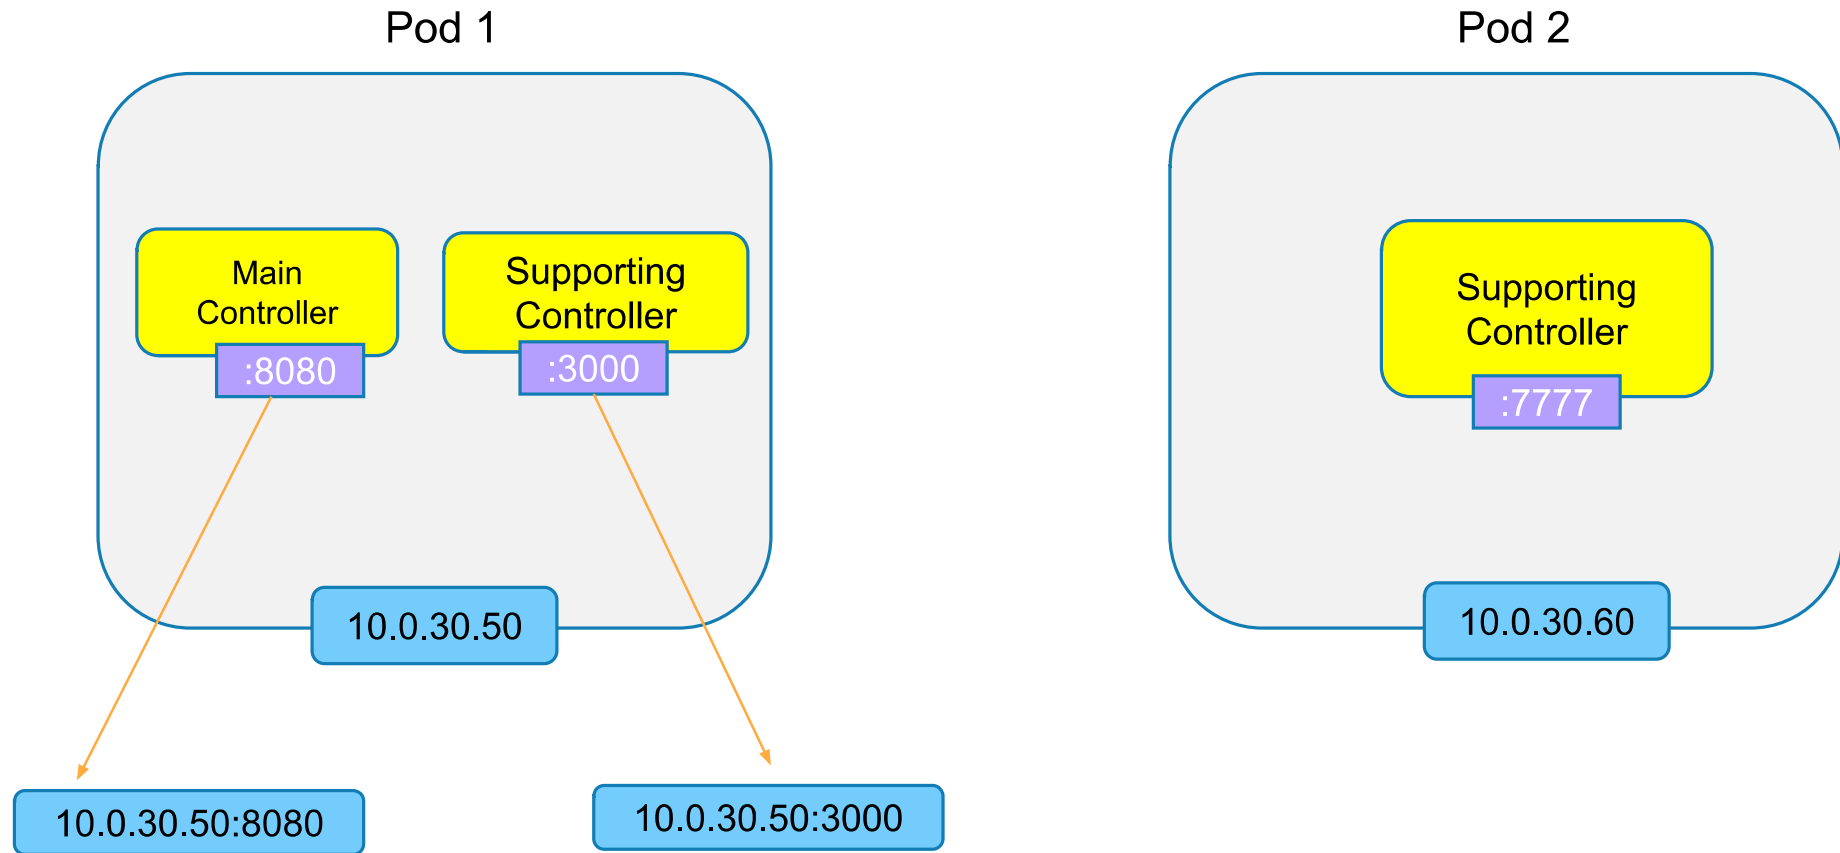 Pod 1
Main
Controller
:8080
Supporting
Controller
:3000
10.0.30.50
10.0.30.50:8080
10.0.30.50:3000
Pod 2
Supporting
Controller
:7777
10.0.30.60